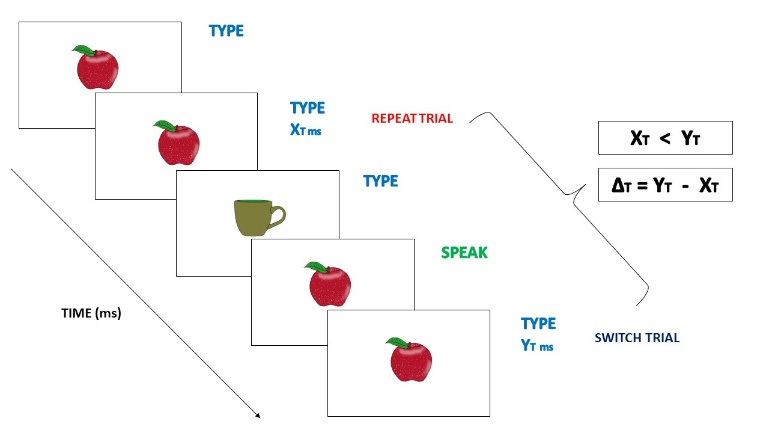 TYPE
TYPE
XT ms
REPEAT TRIAL
XT < YT
ΔT = YT - XT
TYPE
SPEAK
TIME (ms)
TYPE
YT ms
SWITCH TRIAL